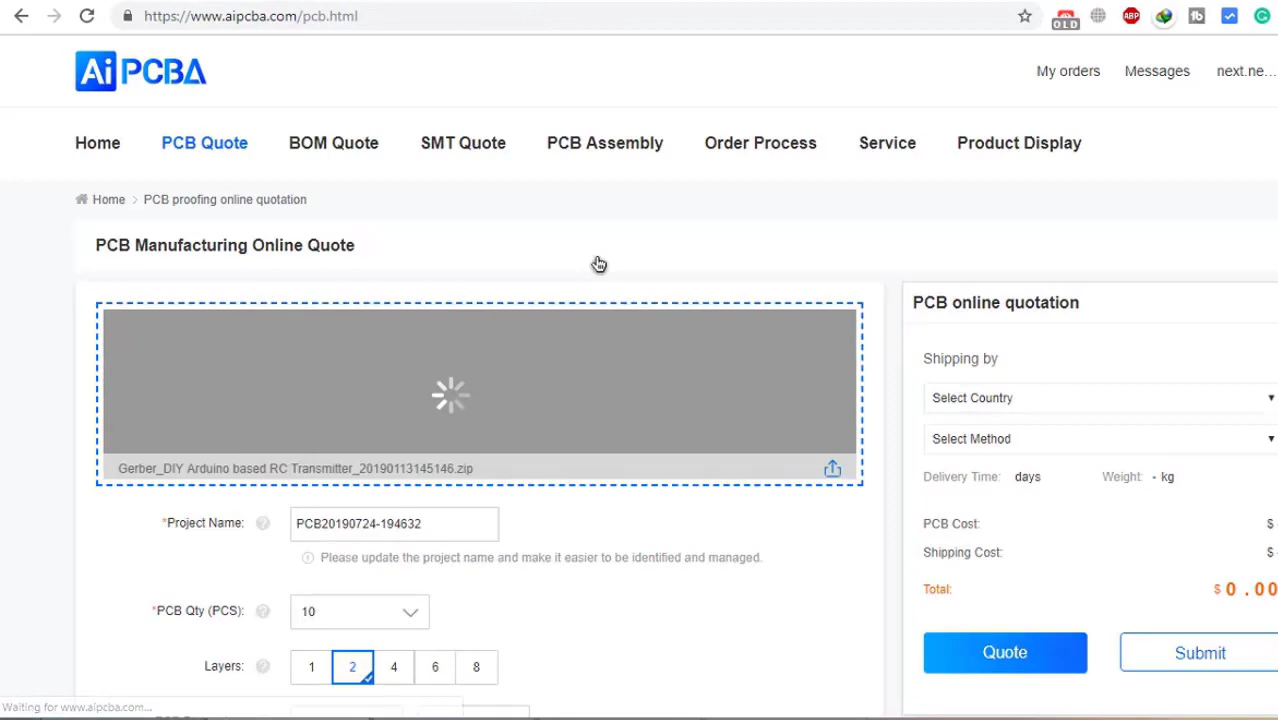 https://www.aipcba.com/pcb.html
OLD
ABP
Ai PCBA
My orders Messages next.ne...
Home PCB Quote BOM Quote SMT Quote PCB Assembly Order Process Service Product Display
Home > PCB proofing online quotation
PCB Manufacturing Online Quote
PCB online quotation
Shipping by
Select Country
Select Method
Delivery Time: days Weight: - kg
Gerber_DIY Arduino based RC Transmitter_20190113145146.zip
*Project Name: ? PCB20190724-194632
Please update the project name and make it easier to be identified and managed.
PCB Cost: $
Shipping Cost: $
Total: $ 0.00
*PCB Qty (PCS): ? 10
Layers: ? 1 2 4 6 8
Quote Submit
Waiting for www.aipcba.com...